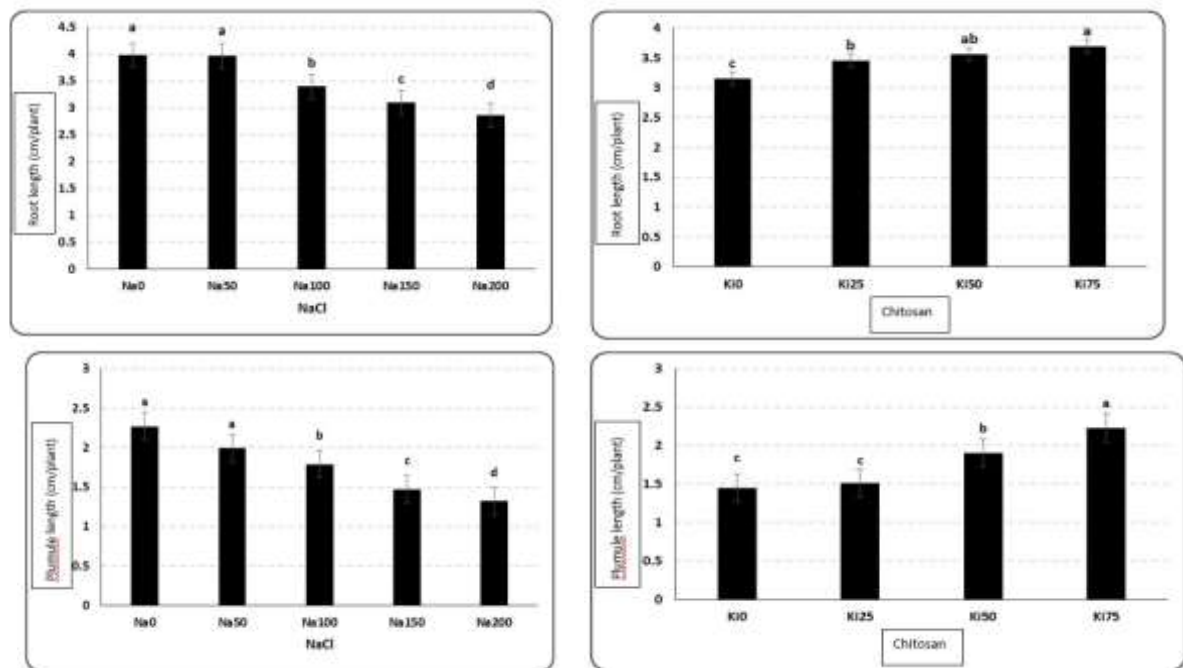 Root length (cm/plant)
4.5
4
3.5
3
2.5
2
1.5
1
0.5
0
a
a
b
c
d
Na0 Na50 Na100 Na150 Na200
NaCl
Root length (cm/plant)
4
3.5
3
2.5
2
1.5
1
0.5
0
c
b
ab
a
Ki0 Ki25 Ki50 Ki75
Chitosan
Plumule length (cm/plant)
3
2.5
2
1.5
1
0.5
0
a
a
b
c
d
Na0 Na50 Na100 Na150 Na200
NaCl
Plymule length (cm/plant)
3
2.5
2
1.5
1
0.5
0
c
c
b
a
Ki0 Ki25 Ki50 Ki75
Chitosan